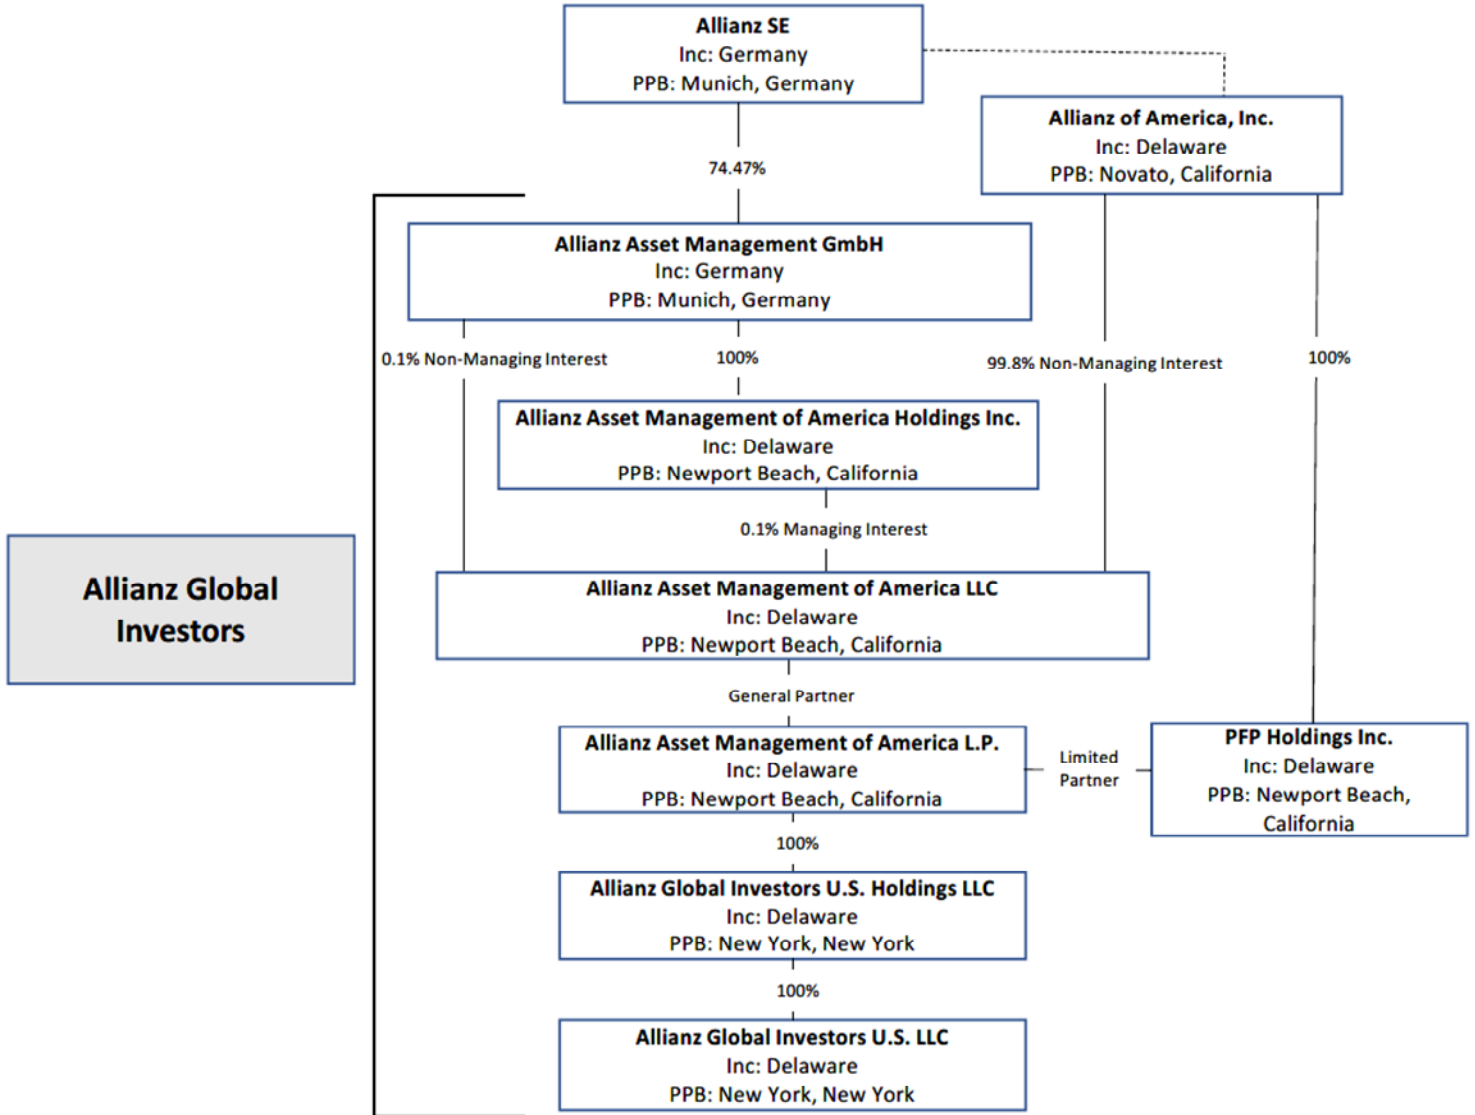 Allianz SE
Inc: Germany
PPB: Munich, Germany
Allianz of America, Inc.
Inc: Delaware
PPB: Novato, California
74.47%
Allianz Asset Management GmbH
Inc: Germany
PPB: Munich, Germany
0.1% Non-Managing Interest
100%
99.8% Non-Managing Interest
100%
Allianz Asset Management of America Holdings Inc.
Inc: Delaware
PPB: Newport Beach, California
0.1% Managing Interest
Allianz Global
Investors
Allianz Asset Management of America LLC
Inc: Delaware
PPB: Newport Beach, California
General Partner
Allianz Asset Management of America L.P.
Inc: Delaware
PPB: Newport Beach, California
Limited
Partner
PFP Holdings Inc.
Inc: Delaware
PPB: Newport Beach,
California
100%
Allianz Global Investors U.S. Holdings LLC
Inc: Delaware
PPB: New York, New York
100%
Allianz Global Investors U.S. LLC
Inc: Delaware
PPB: New York, New York